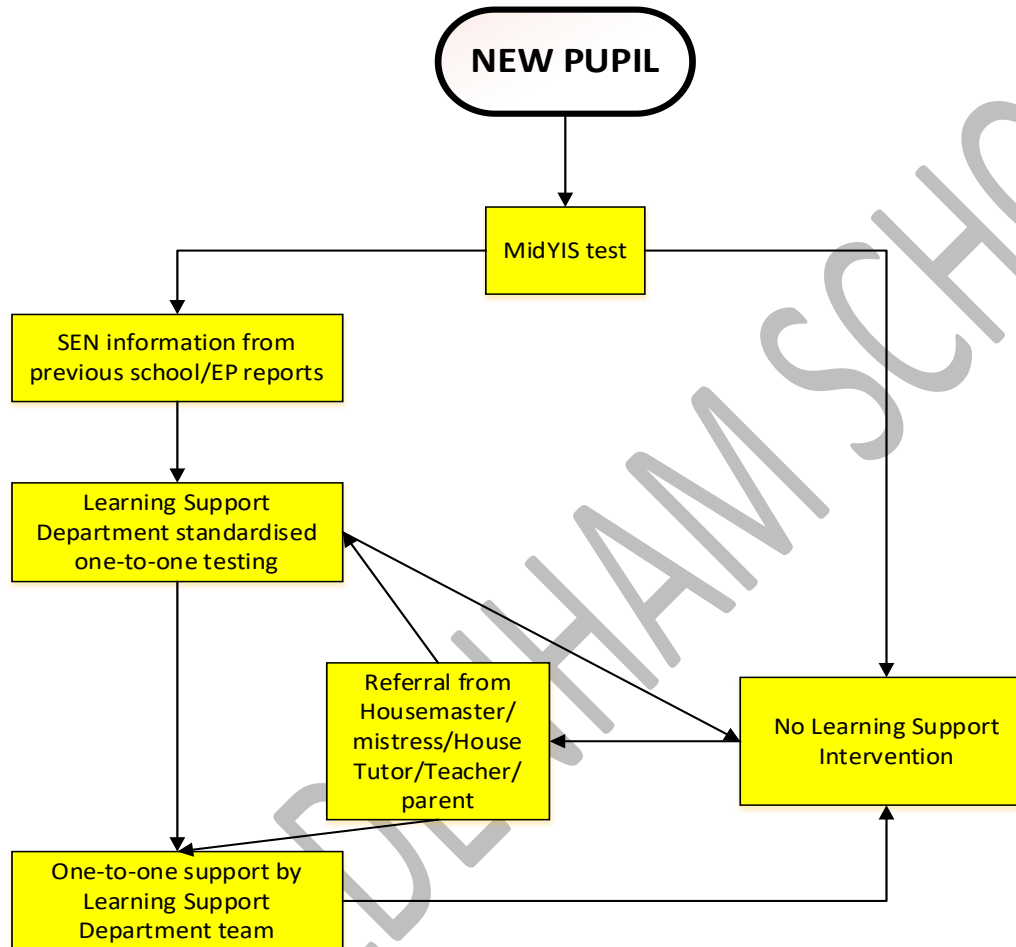 NEW PUPIL
MidYIS test
SEN information from
previous school/EP reports
Learning Support
Department standardised
one-to-one testing
Referral from
Housemaster/
mistress/House
Tutor/Teacher/
parent
No Learning Support
Intervention
One-to-one support by
Learning Support
Department team